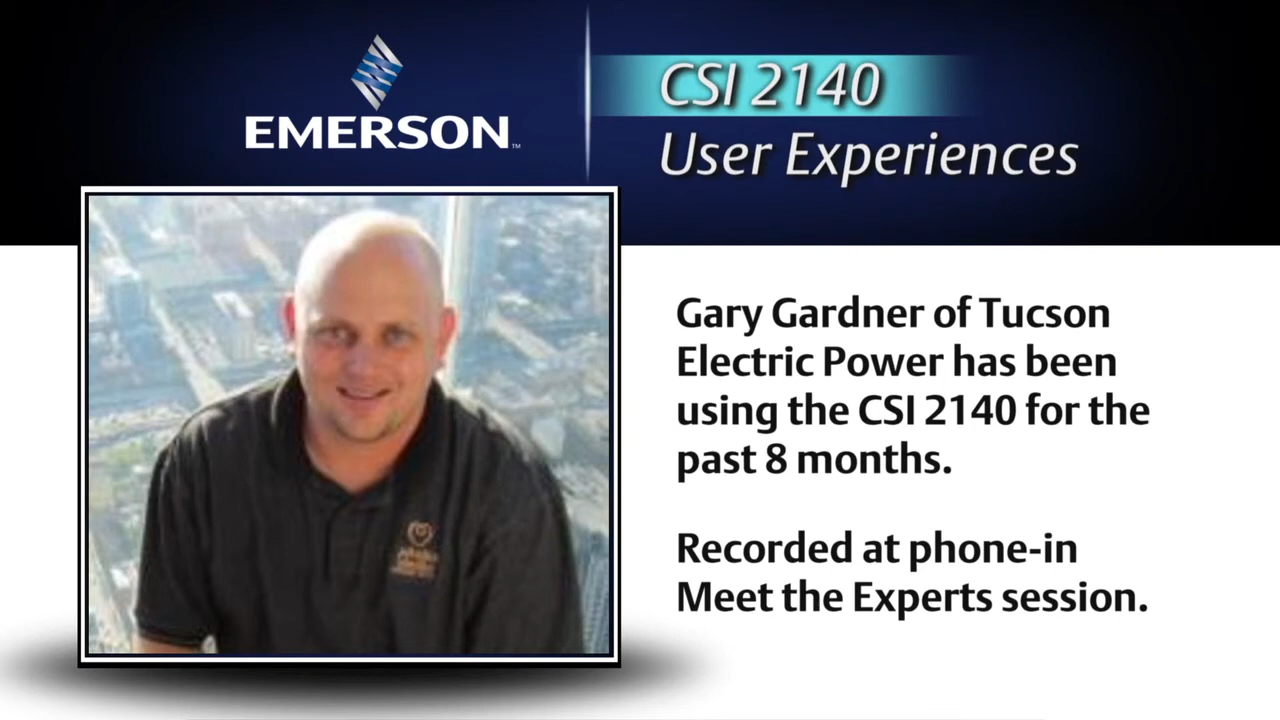 EMERSON™
CSI 2140
User Experiences
Gary Gardner of Tucson
Electric Power has been
using the CSI 2140 for the
past 8 months.
Recorded at phone-in
Meet the Experts session.